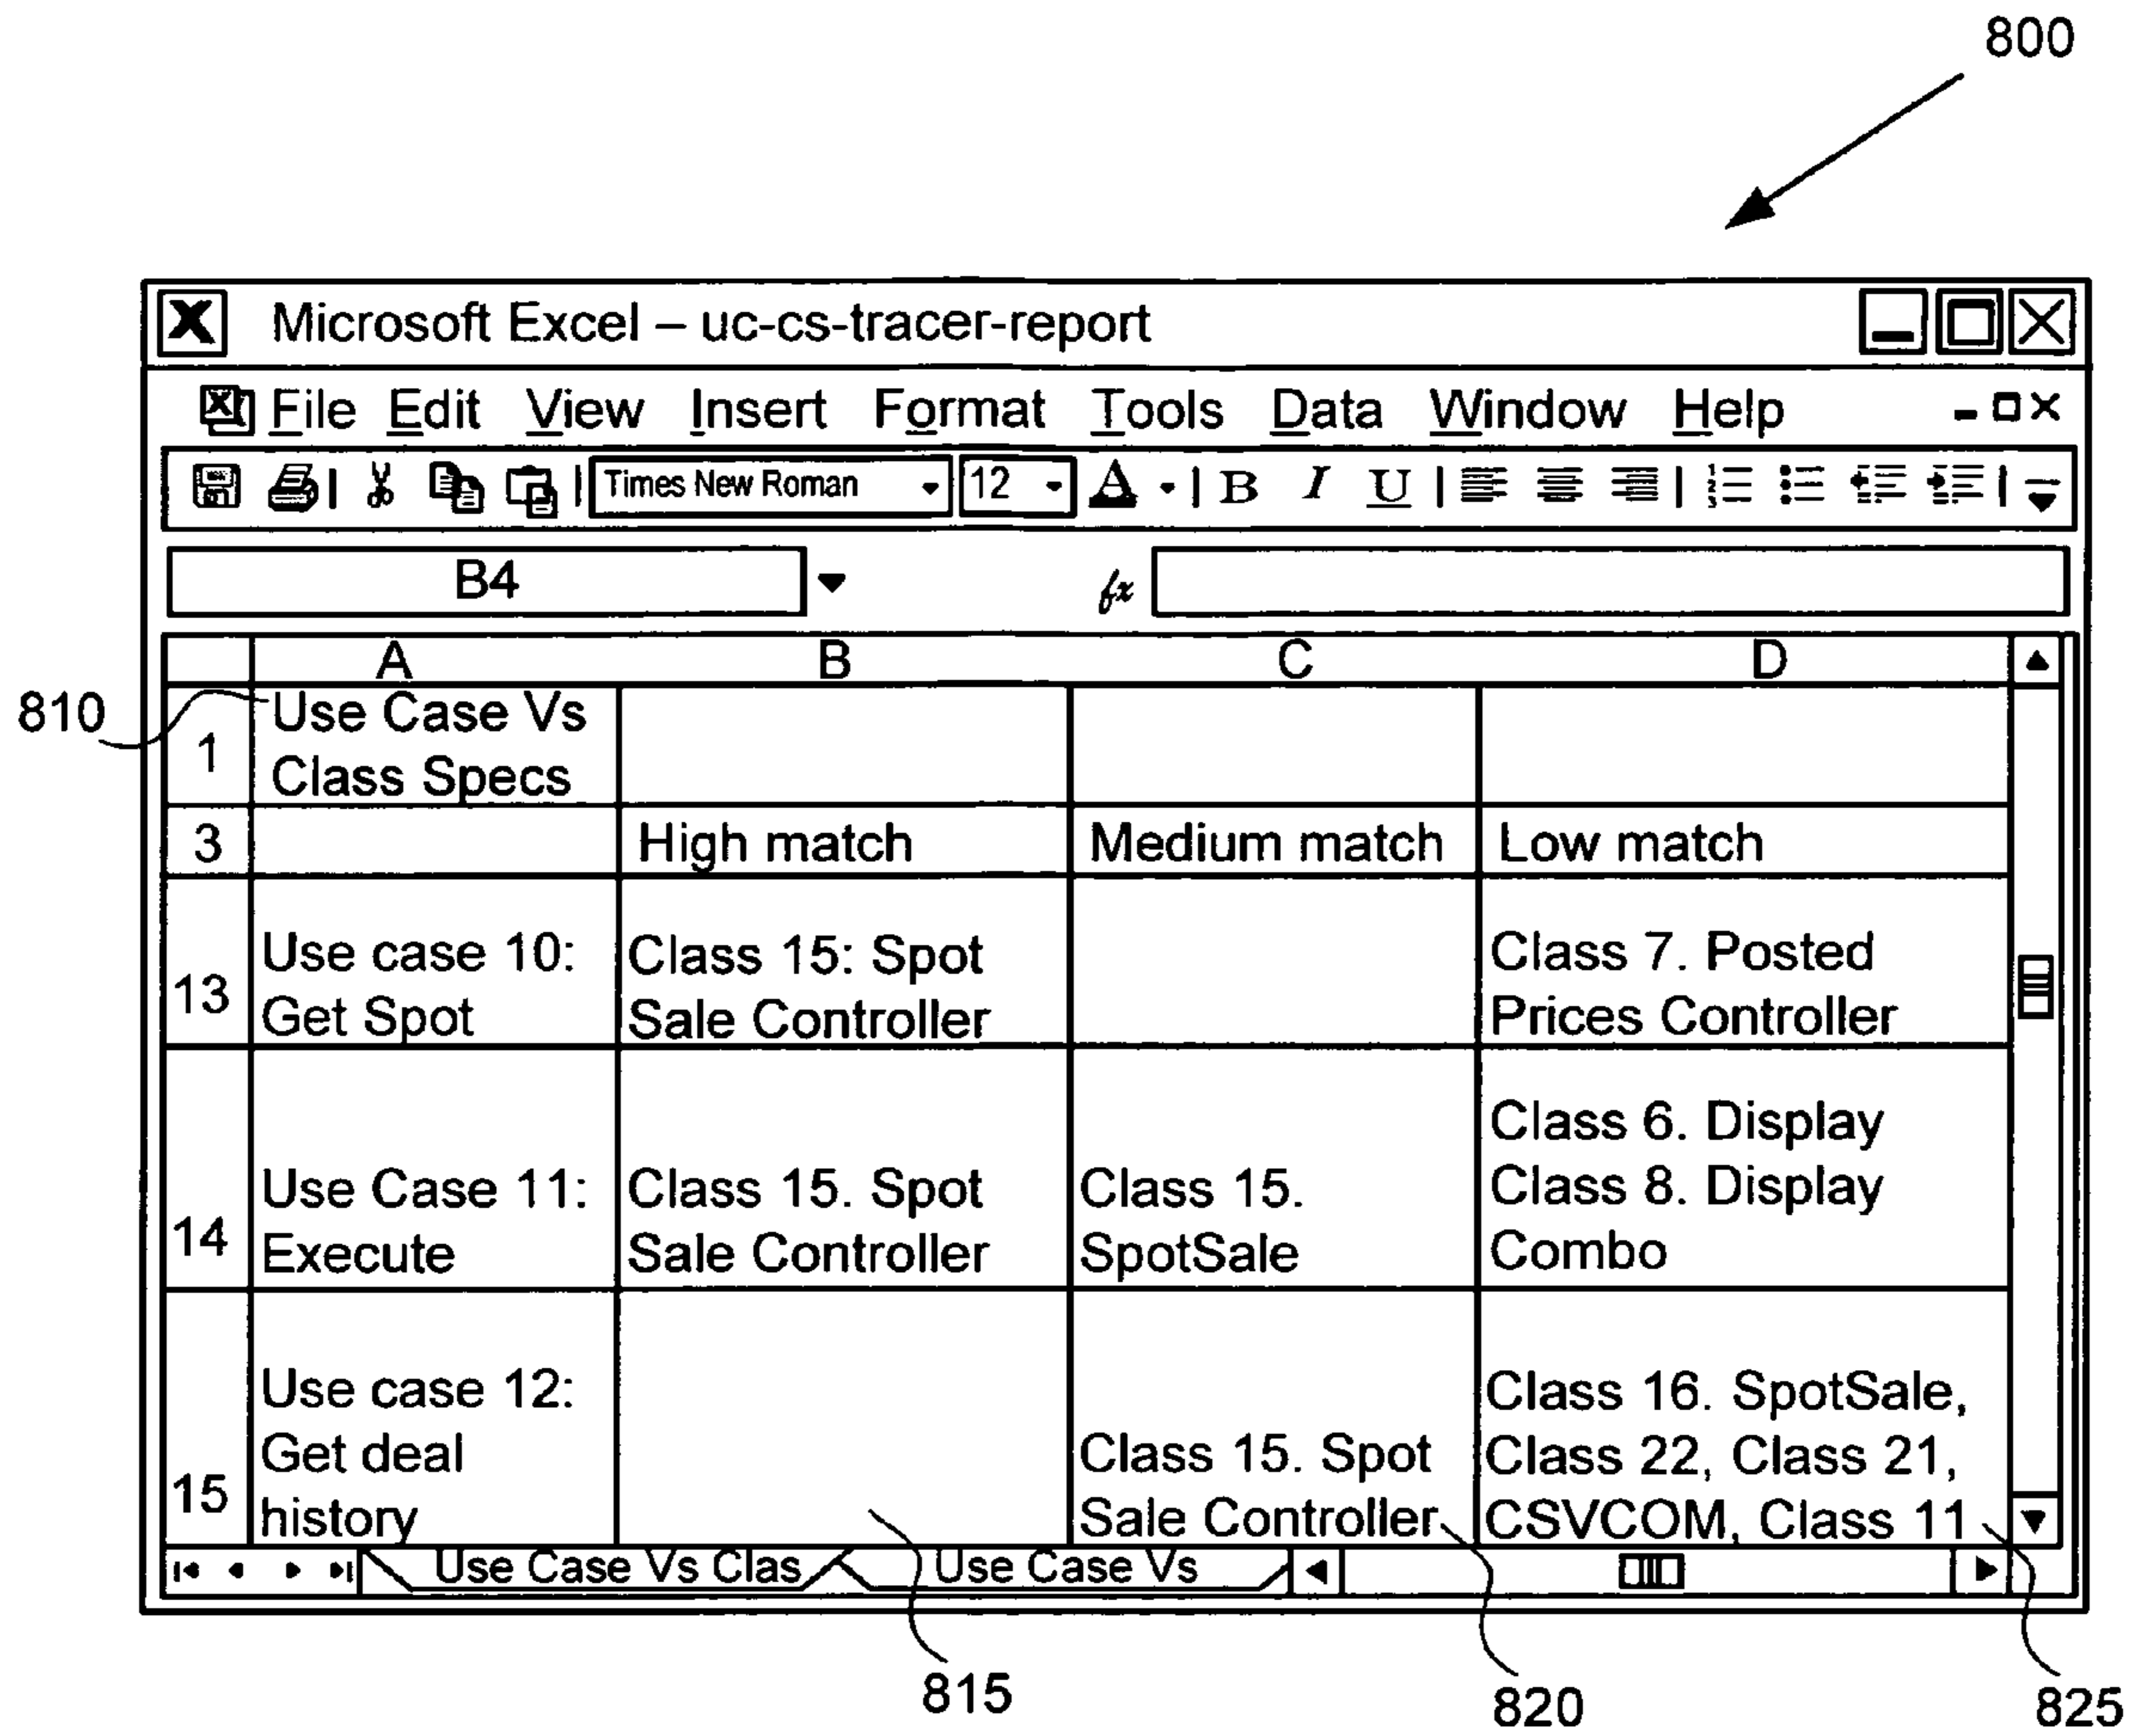 800
Microsoft Excel – uc-cs-tracer-report
File Edit View Insert Format Tools Data Window Help
Times New Roman 12 A B I U
B4 fx
A B C D
810
1 Use Case Vs
Class Specs
3 High match Medium match Low match
13 Use case 10:
Get Spot
Class 15: Spot
Sale Controller
Class 7. Posted
Prices Controller
14 Use Case 11:
Execute
Class 15. Spot
Sale Controller
Class 15.
SpotSale
Class 6. Display
Class 8. Display
Combo
15 Use case 12:
Get deal
history
Class 15. Spot
Sale Controller
Class 16. SpotSale,
Class 22, Class 21,
CSVCOM, Class 11
Use Case Vs Clas Use Case Vs
815
820
825